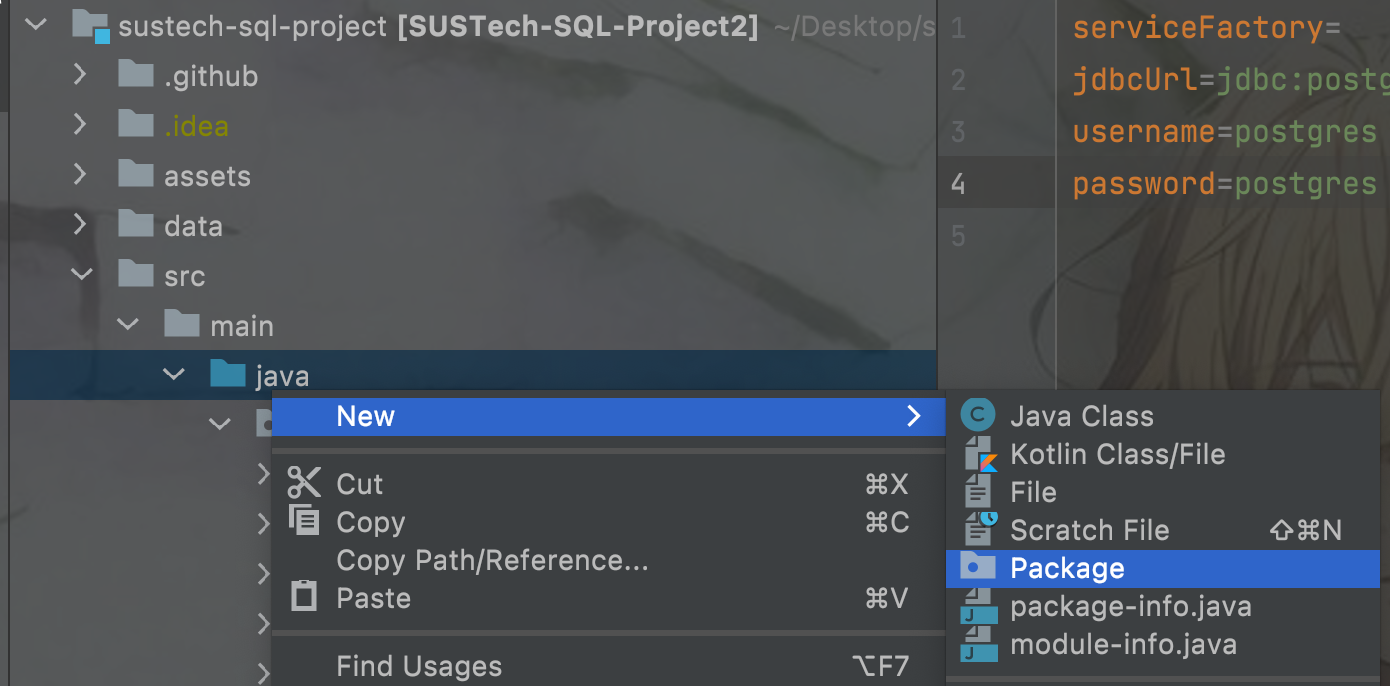 sustech-sql-project [SUSTech-SQL-Project2] ~/Desktop/s
.github
.idea
assets
data
src
main
java
1 serviceFactory=
2 jdbcUrl=jdbc:postg
3 username=postgres
4 password=postgres
5
New
Cut ⌘X
Copy ⌘C
Copy Path/Reference...
Paste ⌘V
Find Usages ⌥F7
Java Class
Kotlin Class/File
File
Scratch File ⇧⌘N
Package
package-info.java
module-info.java